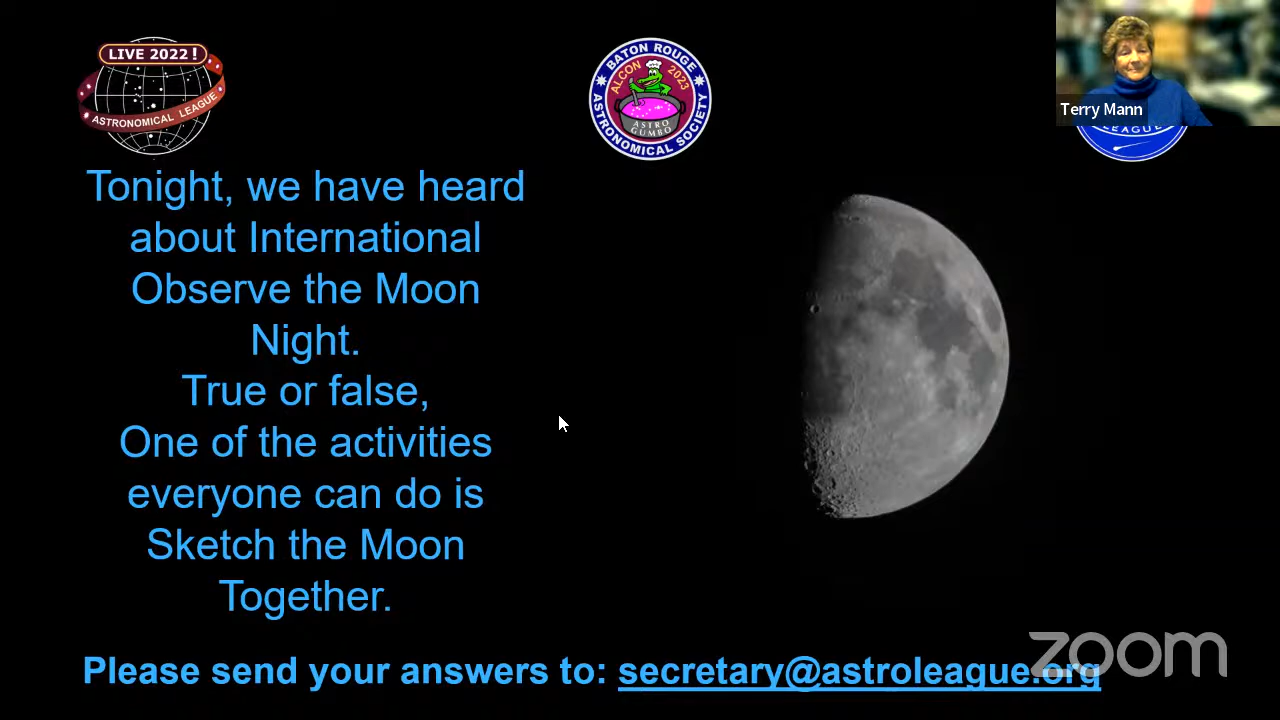 LIVE 2022!
ASTRONOMICAL LEAGUE
BATON ROUGE
ALCON 2023
ASTRO
GUMBO
ASTRONOMICAL SOCIETY
Terry Mann
LEAGUE
Tonight, we have heard
about International
Observe the Moon
Night.
True or false,
One of the activities
everyone can do is
Sketch the Moon
Together.
Please send your answers to: secretary@astroleague.org
zoom